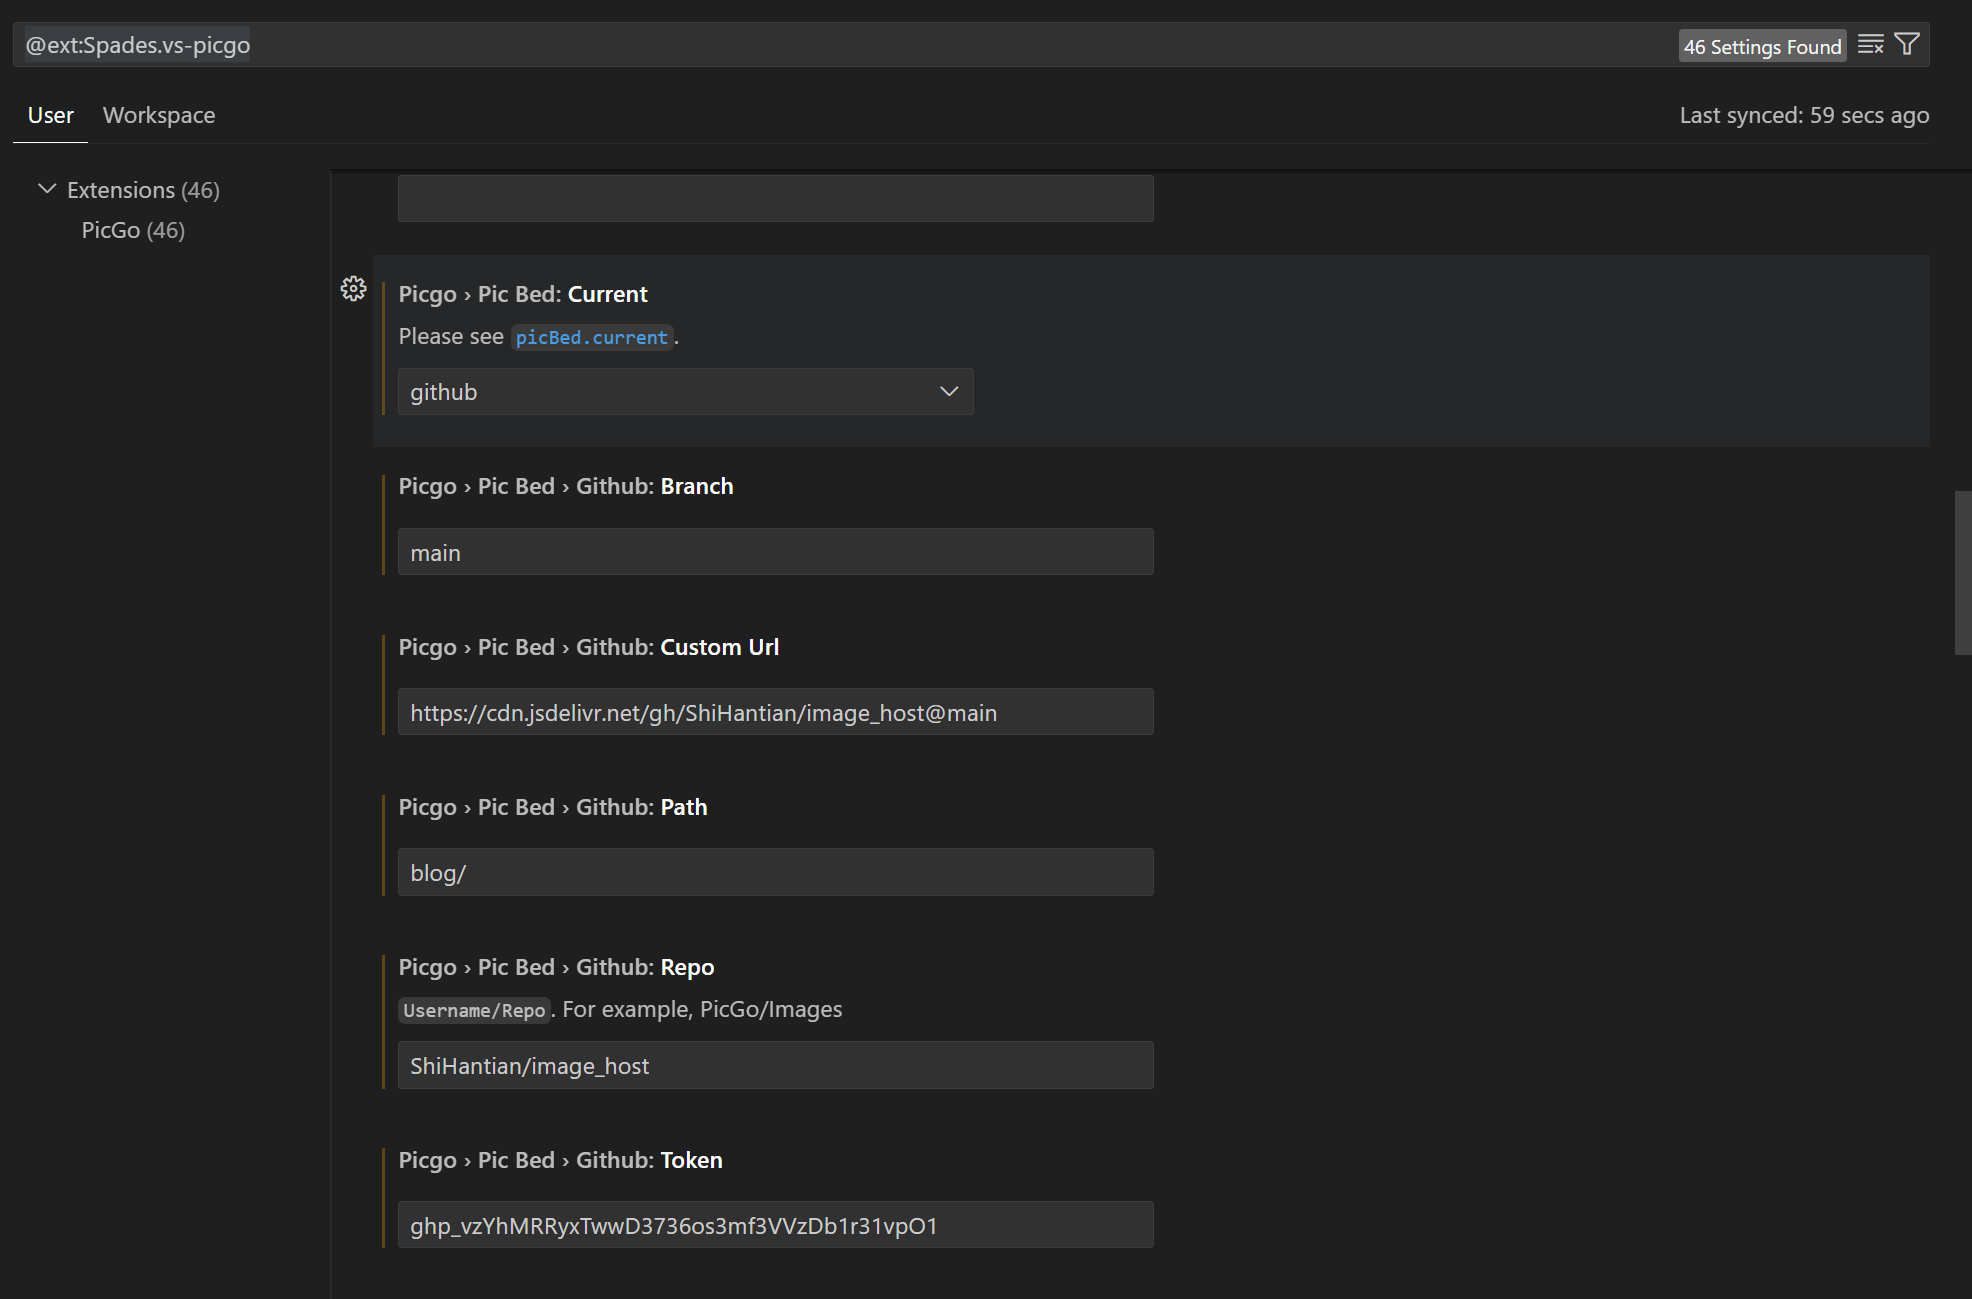 @ext:Spades.vs-picgo
46 Settings Found
User Workspace
Last synced: 59 secs ago
Extensions (46)
PicGo (46)
Picgo › Pic Bed: Current
Please see picBed.current.
github
Picgo › Pic Bed › Github: Branch
main
Picgo › Pic Bed › Github: Custom Url
https://cdn.jsdelivr.net/gh/ShiHantian/image_host@main
Picgo › Pic Bed › Github: Path
blog/
Picgo › Pic Bed › Github: Repo
Username/Repo. For example, PicGo/Images
ShiHantian/image_host
Picgo › Pic Bed › Github: Token
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